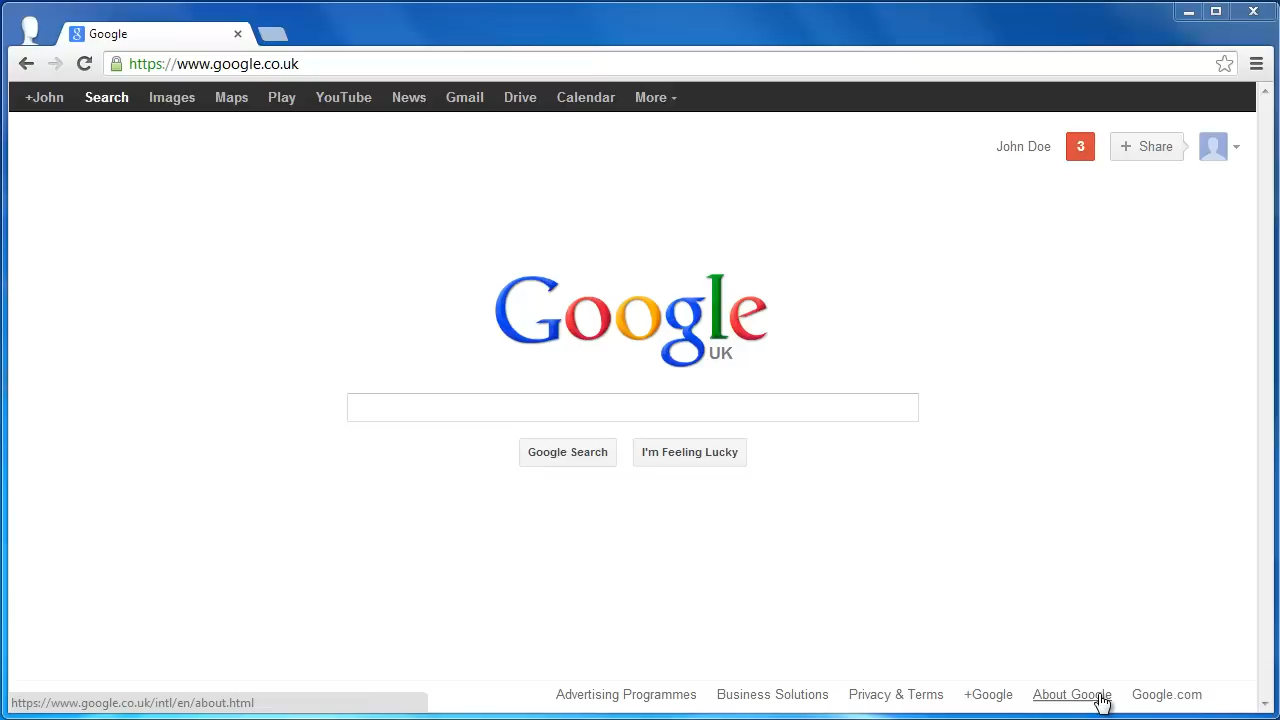 Google
https://www.google.co.uk
+John Search Images Maps Play YouTube News Gmail Drive Calendar More
John Doe 3 + Share
Google
UK
Google Search I'm Feeling Lucky
Advertising Programmes Business Solutions Privacy & Terms +Google About Google Google.com
https://www.google.co.uk/intl/en/about.html